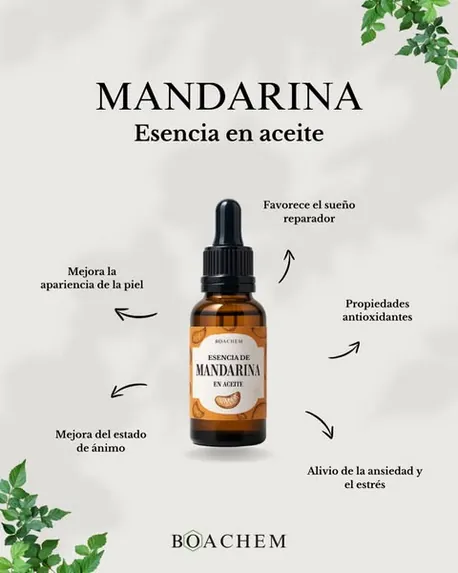 MANDARINA
Esencia en aceite
Favorece el sueño
reparador
Mejora la
apariencia de la piel
Propiedades
antioxidantes
BOACHEM
ESENCIA DE
MANDARINA
EN ACEITE
Mejora del estado
de ánimo
Alivio de la ansiedad y
el estrés
BOACHEM